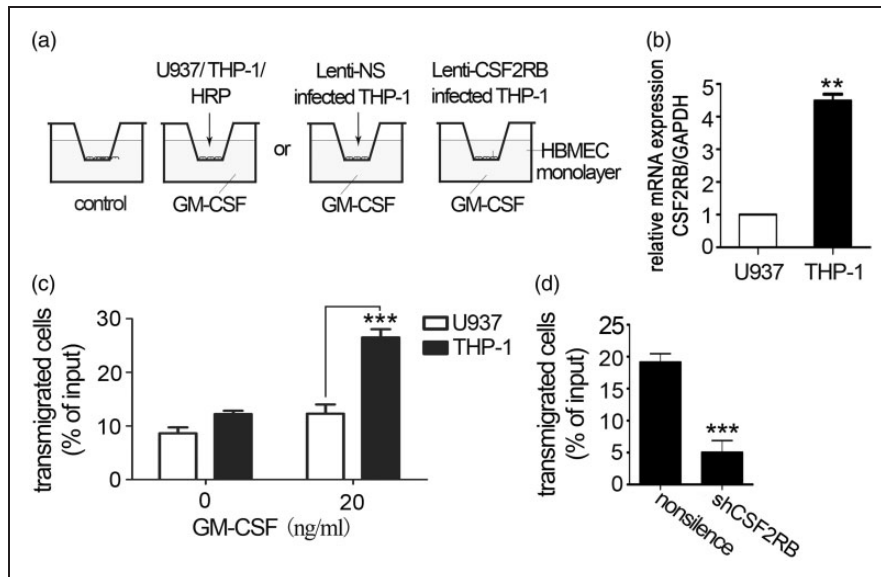 (a)
U937/ THP-1/
HRP
Lenti-NS
infected THP-1
Lenti-CSF2RB
infected THP-1
or
HBMEC
monolayer
control
GM-CSF
GM-CSF
GM-CSF
(b)
relative mRNA expression
CSF2RB/GAPDH
5
4
3
2
1
0
**
U937
THP-1
(c)
transmigrated cells
(% of input)
30
20
10
0
***
U937
THP-1
0
20
GM-CSF (ng/ml)
(d)
transmigrated cells
(% of input)
25
20
15
10
5
0
***
nonsilence
shCSF2RB